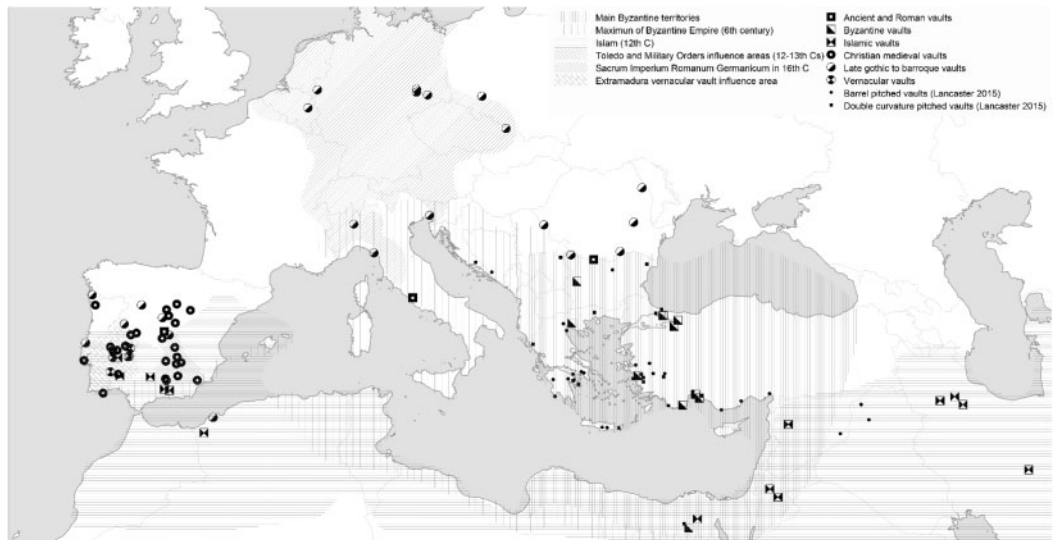 Main Byzantine territories
Maximun of Byzantine Empire (6th century)
Islam (12th C)
Toledo and Military Orders influence areas (12-13th Cs)
Sacrum Imperium Romanum Germanicum in 16th C
Extramadura vernacular vault influence area
Ancient and Roman vaults
Byzantine vaults
Islamic vaults
Christian medieval vaults
Late gothic to barroque vaults
Vernacular vaults
Barrel pitched vaults (Lancaster 2015)
Double curvature pitched vaults (Lancaster 2015)